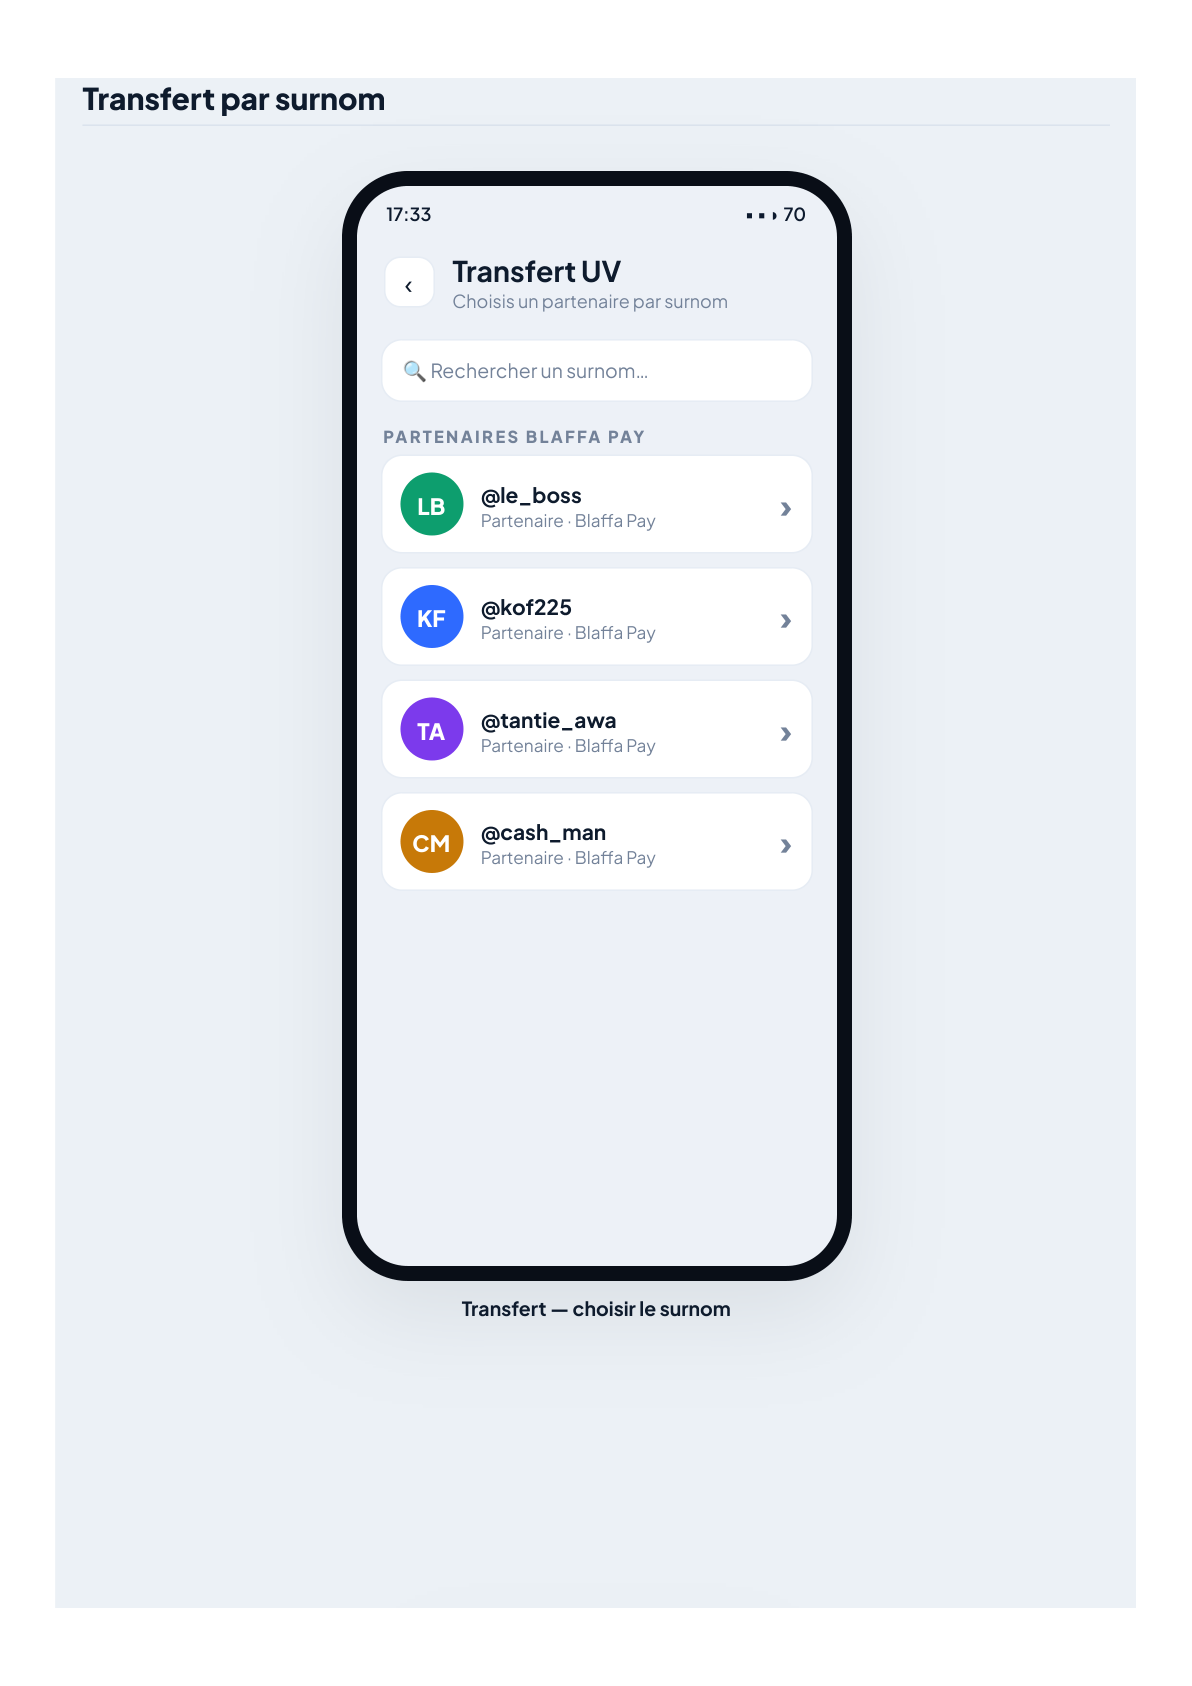 Transfert par surnom
17:33
70
‹
Transfert UV
Choisis un partenaire par surnom
🔍 Rechercher un surnom...
PARTENAIRES BLAFFA PAY
LB
@le_boss
Partenaire · Blaffa Pay
›
KF
@kof225
Partenaire · Blaffa Pay
›
TA
@tantie_awa
Partenaire · Blaffa Pay
›
CM
@cash_man
Partenaire · Blaffa Pay
›
Transfert — choisir le surnom